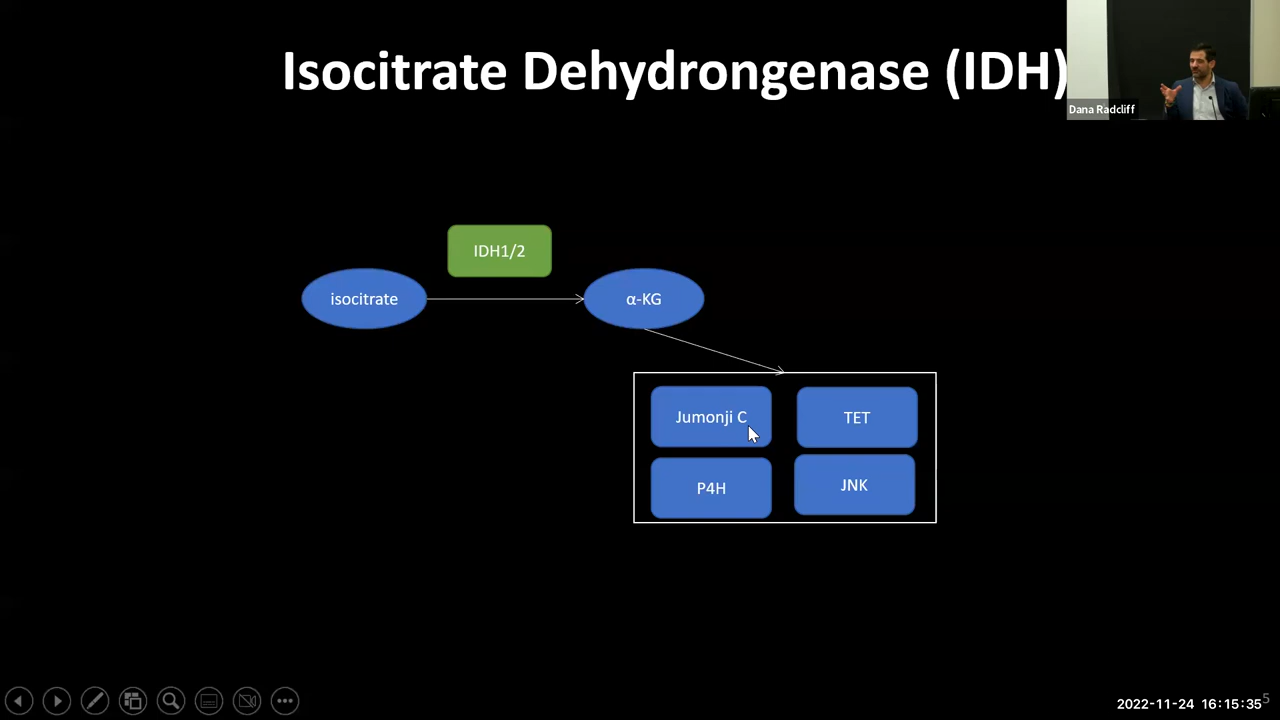 Isocitrate Dehydrongenase (IDH)
Dana Radcliff
IDH1/2
isocitrate
α-KG
Jumonji C
TET
P4H
JNK
2022-11-24 16:15:35
5